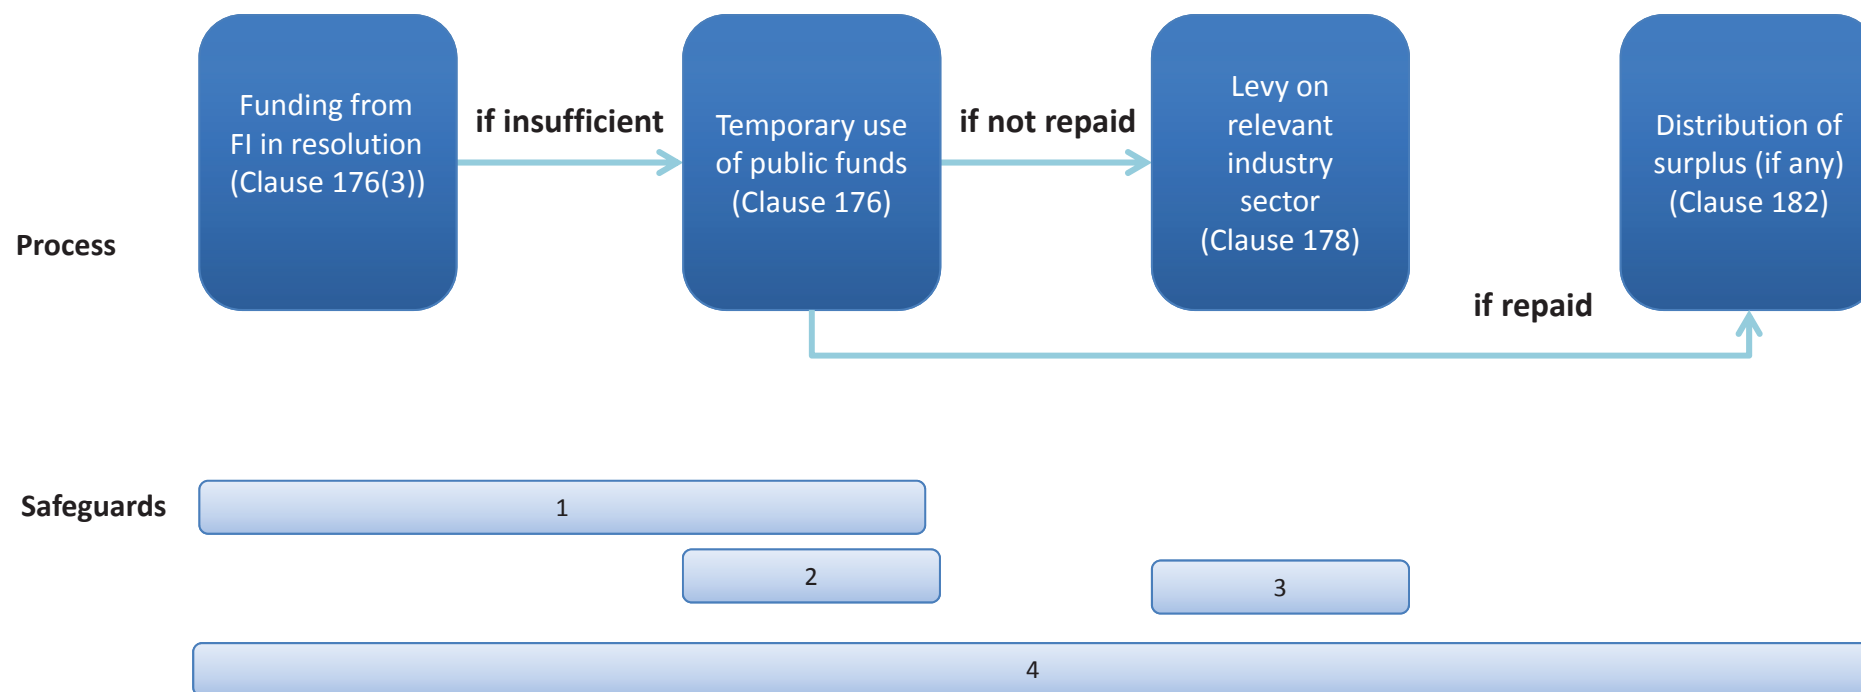 Process
Funding from
FI in resolution
(Clause 176(3))
if insufficient
Temporary use
of public funds
(Clause 176)
if not repaid
Levy on
relevant
industry
sector
(Clause 178)
if repaid
Distribution of
surplus (if any)
(Clause 182)
Safeguards
1
2
3
4